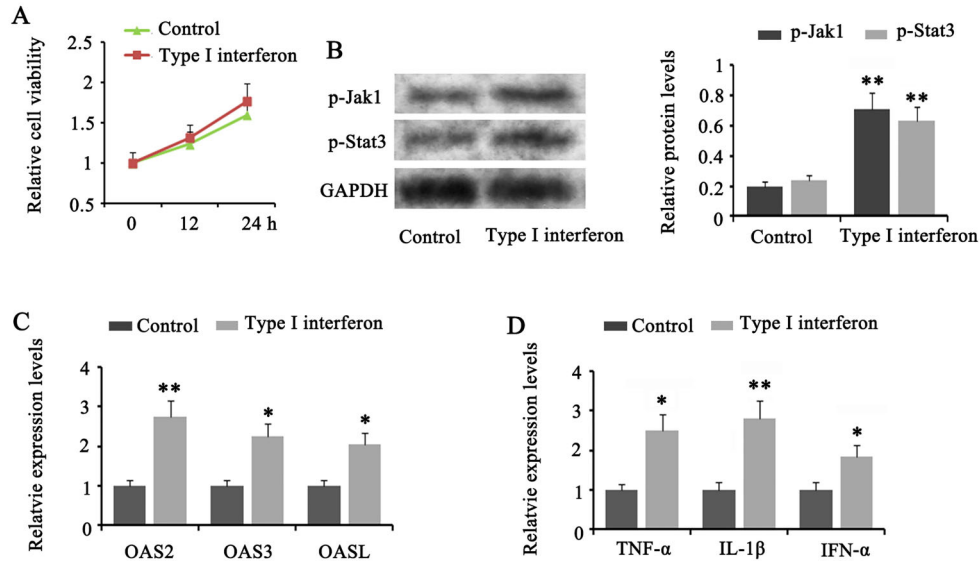 A
Control
Type I interferon
Relative cell viability
2.5
2
1.5
1
0.5
0
12
24 h
B
p-Jak1
p-Stat3
GAPDH
Control
Type I interferon
p-Jak1
p-Stat3
Relative protein levels
1
0.8
0.6
0.4
0.2
0
**
**
Control
Type I interferon
C
Control
Type I interferon
Relatvie expression levels
4
3
2
1
0
**
*
*
OAS2
OAS3
OASL
D
Control
Type I interferon
Relatvie expression levels
4
3
2
1
0
*
**
*
TNF-α
IL-1β
IFN-α